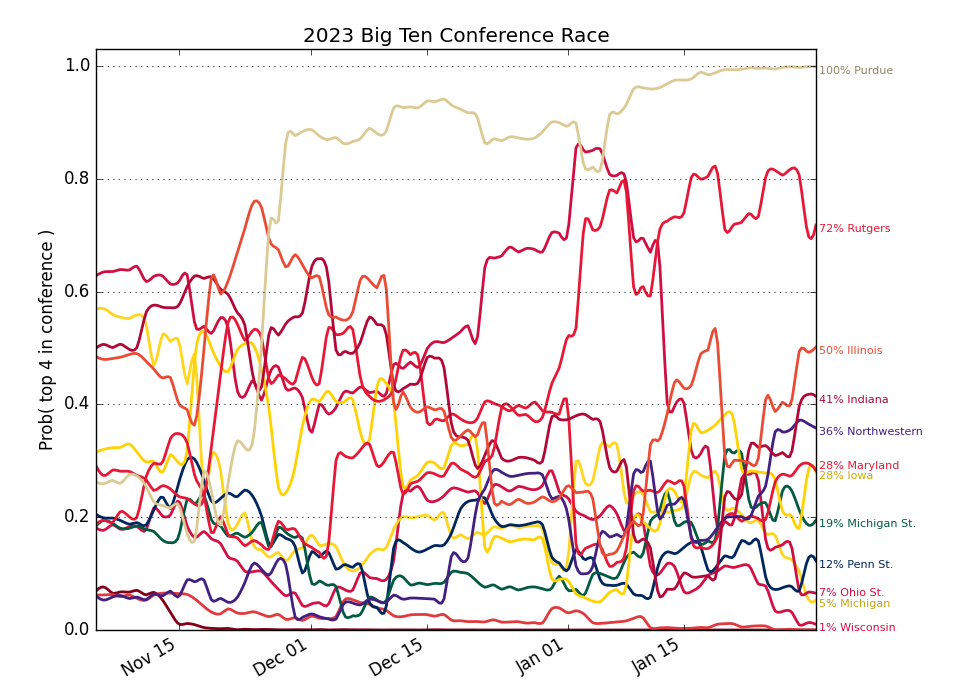 2023 Big Ten Conference Race
Prob( top 4 in conference )
1.0
0.8
0.6
0.4
0.2
0.0
Nov 15
Dec 01
Dec 15
Jan 01
Jan 15
100% Purdue
72% Rutgers
50% Illinois
41% Indiana
36% Northwestern
28% Maryland
28% Iowa
19% Michigan St.
12% Penn St.
7% Ohio St.
5% Michigan
1% Wisconsin